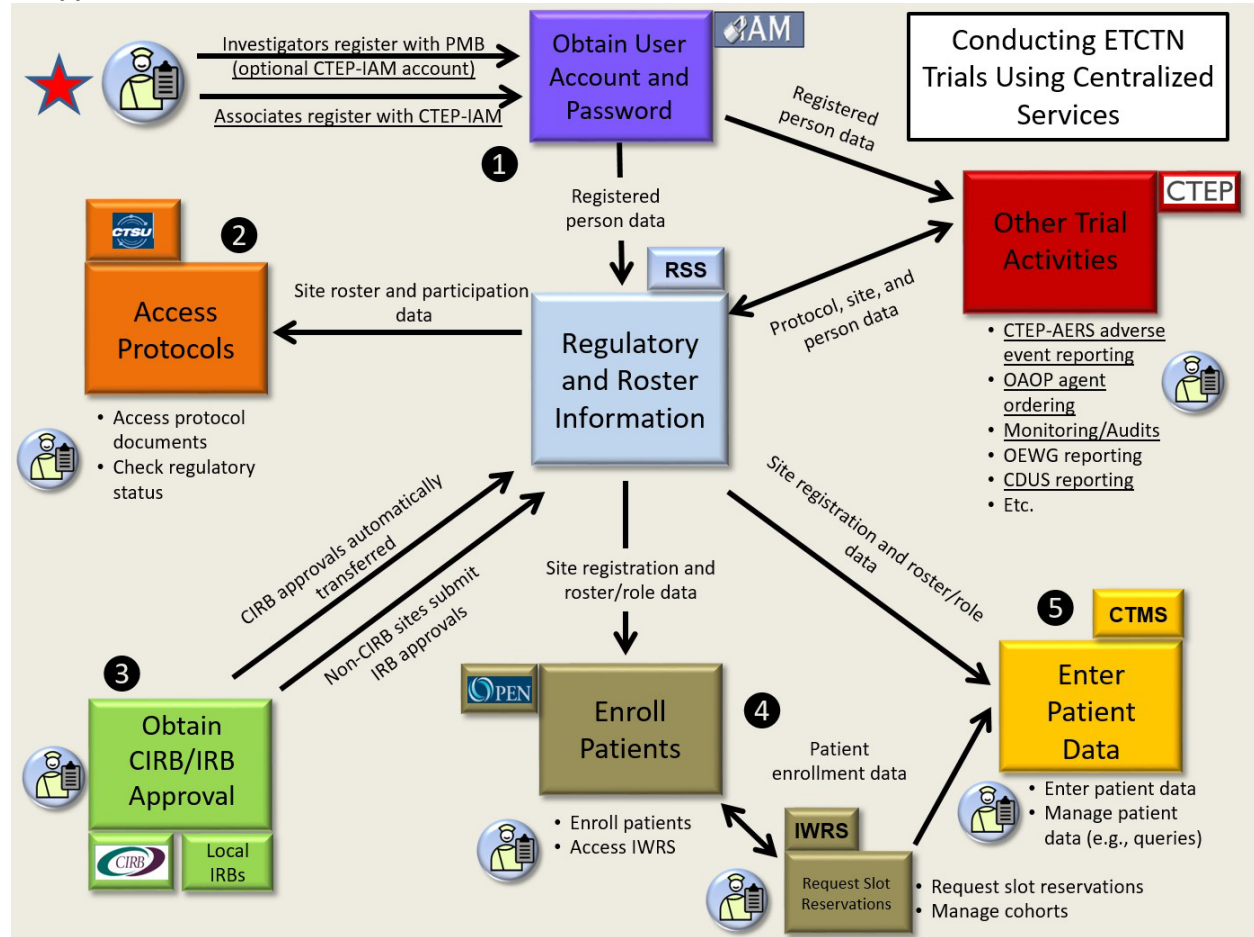 Investigators register with PMB
(optional CTEP-IAM account)
Associates register with CTEP-IAM
Obtain User
Account and
Password
IAM
Conducting ETCTN
Trials Using Centralized
Services
1
Registered
person data
Registered
person data
CTEP
Other Trial
Activities
CTSU
2
Access
Protocols
Site roster and participation
data
RSS
Regulatory
and Roster
Information
Protocol, site, and
person data
• CTEP-AERS adverse
event reporting
• OAOP agent
ordering
• Monitoring/Audits
• OEWG reporting
• CDUS reporting
• Etc.
• Access protocol
documents
• Check regulatory
status
CIRB approvals automatically
transferred
Non-CIRB sites submit
IRB approvals
Site registration and
roster/role data
Site registration and roster/role
data
3
Obtain
CIRB/IRB
Approval
CIRB
Local
IRBs
OPEN
Enroll
Patients
4
• Enroll patients
• Access IWRS
Patient
enrollment data
IWRS
Request Slot
Reservations
• Request slot reservations
• Manage cohorts
5
CTMS
Enter
Patient
Data
• Enter patient data
• Manage patient
data (e.g., queries)